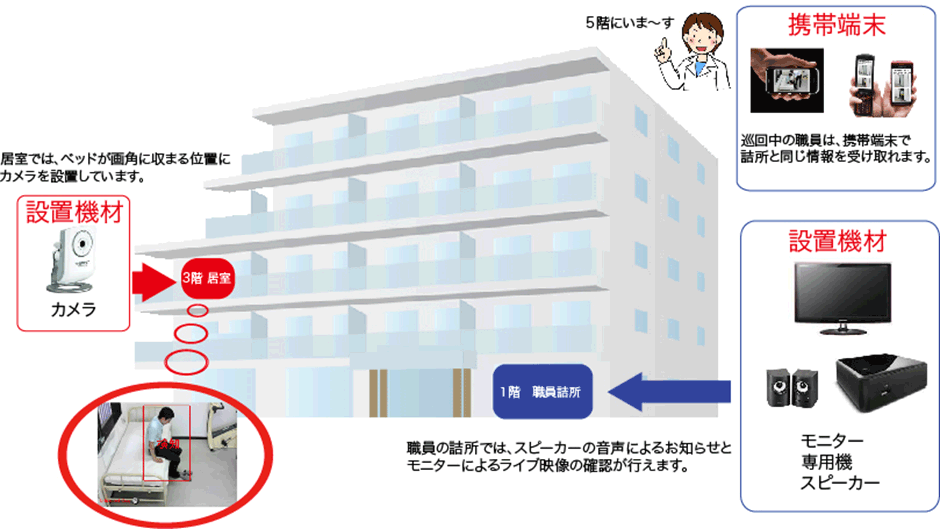 5階にいま～す
携帯端末
巡回中の職員は、携帯端末で
詰所と同じ情報を受け取れます。
居室では、ベッドが画角に収まる位置に
カメラを設置しています。
設置機材
カメラ
3階 居室
検知
1階 職員詰所
職員の詰所では、スピーカーの音声によるお知らせと
モニターによるライブ映像の確認が行えます。
設置機材
モニター
専用機
スピーカー